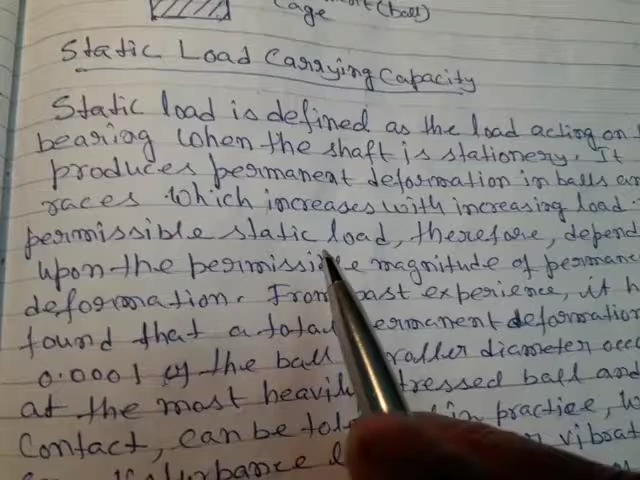 (ball)
Cage
Static Load Carrying Capacity
Static load is defined as the load acting on
bearing when the shaft is stationery. It
produces permanent deformation in balls
races which increases with increasing load.
permissible static load, therefore, depend
upon the permissible magnitude of
deformation. From past experience, it
found that a total permanent deformation
0.0001 of the ball roller diameter
at the most heavily stressed ball and
Contact, can be in practice,